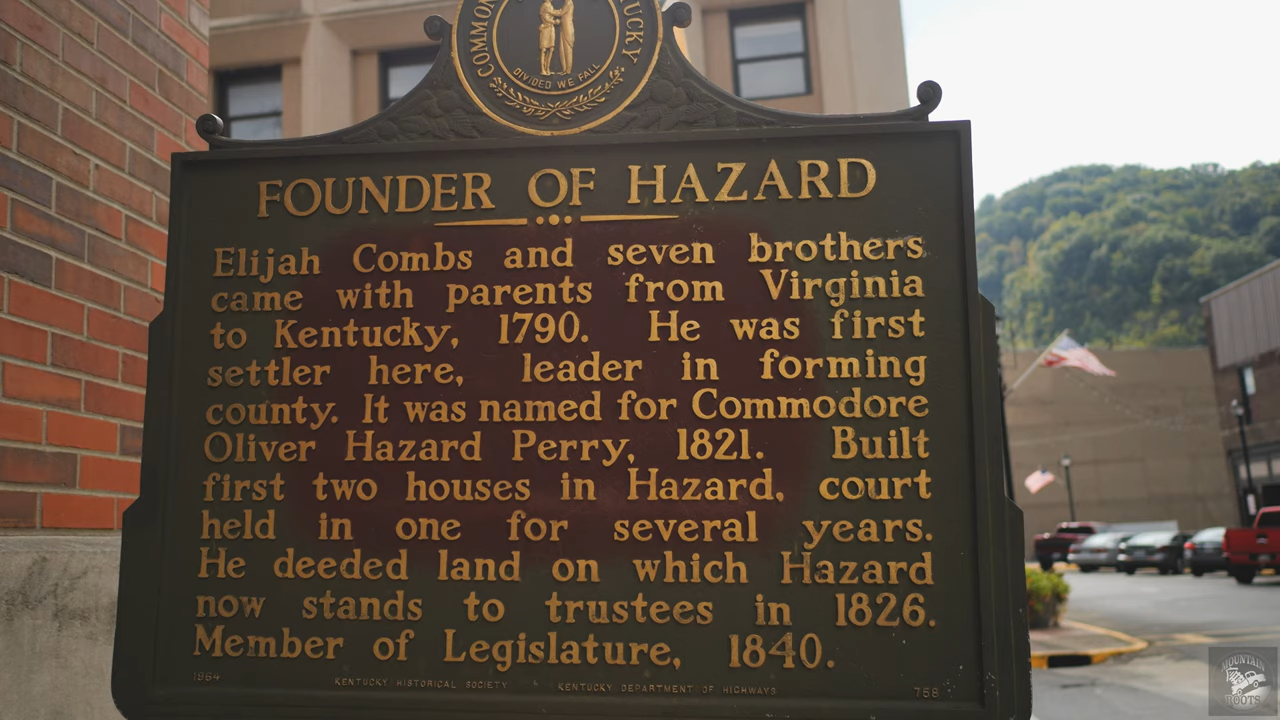 COMMON
UCKY
DIVIDED WE FALL
FOUNDER OF HAZARD
Elijah Combs and seven brothers
came with parents from Virginia
to Kentucky, 1790. He was first
settler here, leader in forming
county. It was named for Commodore
Oliver Hazard Perry, 1821. Built
first two houses in Hazard, court
held in one for several years.
He deeded land on which Hazard
now stands to trustees in 1826.
Member of Legislature, 1840.
1964 KENTUCKY HISTORICAL SOCIETY KENTUCKY DEPARTMENT OF HIGHWAYS 758
MOUNTAIN
ROOTS